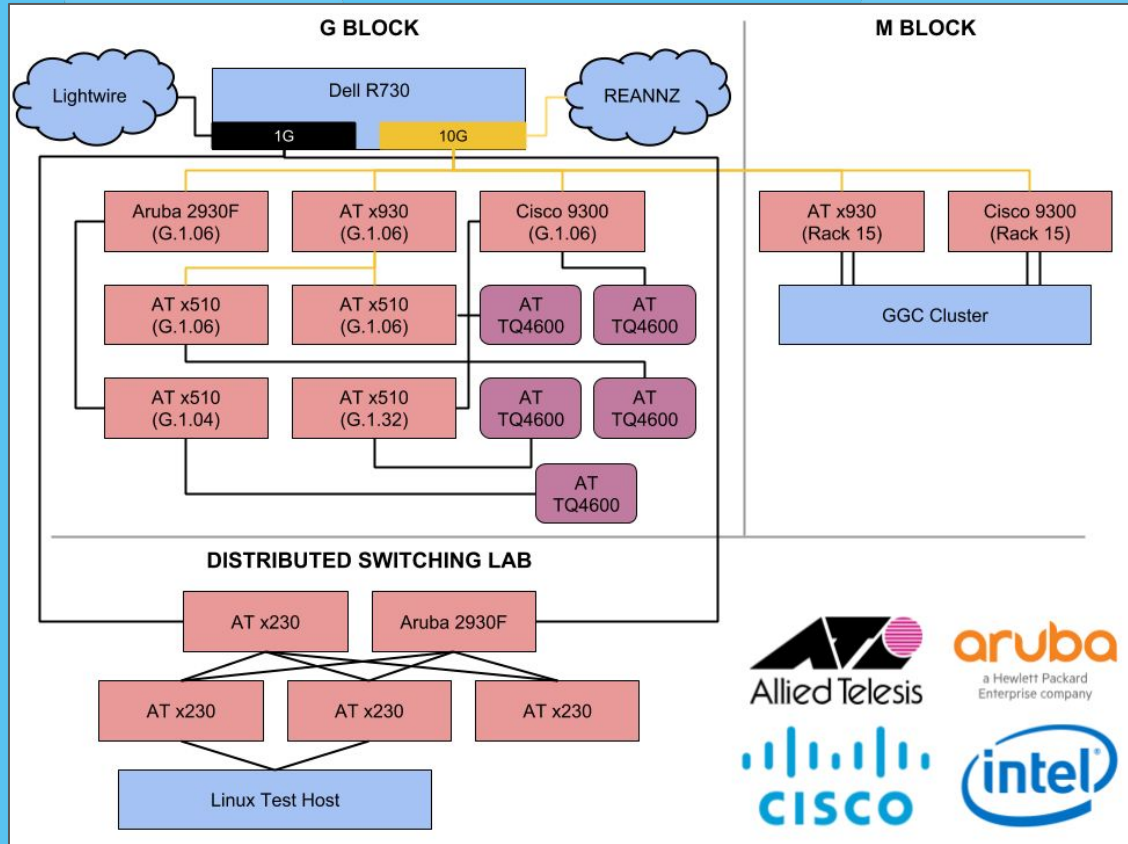 G BLOCK
M BLOCK
Lightwire
Dell R730
REANNZ
1G
10G
Aruba 2930F
(G.1.06)
AT x930
(G.1.06)
Cisco 9300
(G.1.06)
AT x930
(Rack 15)
Cisco 9300
(Rack 15)
AT x510
(G.1.06)
AT x510
(G.1.06)
AT
TQ4600
AT
TQ4600
GGC Cluster
AT x510
(G.1.04)
AT x510
(G.1.32)
AT
TQ4600
AT
TQ4600
AT
TQ4600
DISTRIBUTED SWITCHING LAB
AT x230
Aruba 2930F
AT x230
AT x230
AT x230
Linux Test Host
Allied Telesis
aruba
a Hewlett Packard
Enterprise company
CISCO
intel®